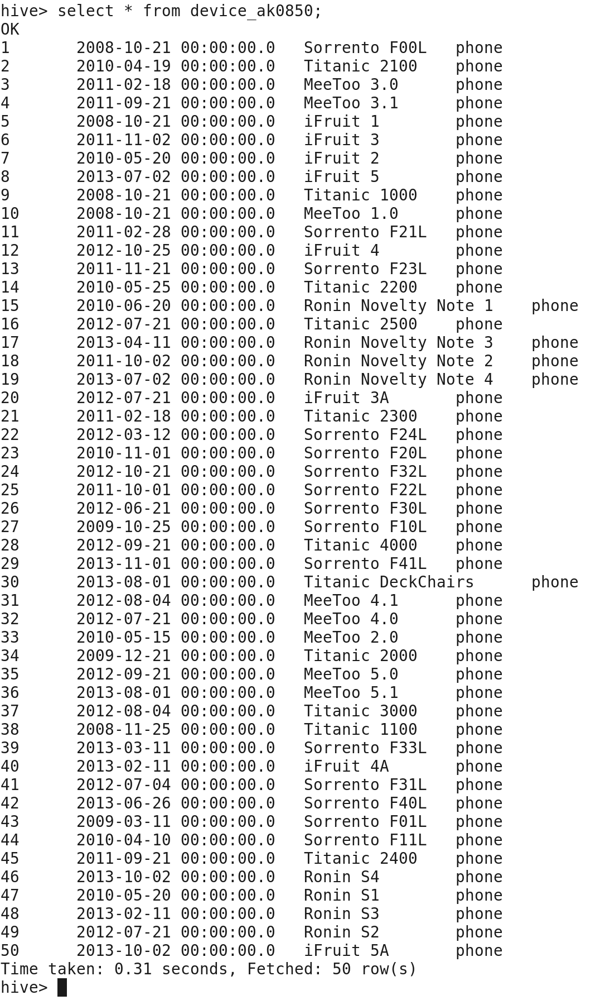 hive> select * from device_ak0850;
OK
1 2008-10-21 00:00:00.0 Sorrento F00L phone
2 2010-04-19 00:00:00.0 Titanic 2100 phone
3 2011-02-18 00:00:00.0 MeeToo 3.0 phone
4 2011-09-21 00:00:00.0 MeeToo 3.1 phone
5 2008-10-21 00:00:00.0 iFruit 1 phone
6 2011-11-02 00:00:00.0 iFruit 3 phone
7 2010-05-20 00:00:00.0 iFruit 2 phone
8 2013-07-02 00:00:00.0 iFruit 5 phone
9 2008-10-21 00:00:00.0 Titanic 1000 phone
10 2008-10-21 00:00:00.0 MeeToo 1.0 phone
11 2011-02-28 00:00:00.0 Sorrento F21L phone
12 2012-10-25 00:00:00.0 iFruit 4 phone
13 2011-11-21 00:00:00.0 Sorrento F23L phone
14 2010-05-25 00:00:00.0 Titanic 2200 phone
15 2010-06-20 00:00:00.0 Ronin Novelty Note 1 phone
16 2012-07-21 00:00:00.0 Titanic 2500 phone
17 2013-04-11 00:00:00.0 Ronin Novelty Note 3 phone
18 2011-10-02 00:00:00.0 Ronin Novelty Note 2 phone
19 2013-07-02 00:00:00.0 Ronin Novelty Note 4 phone
20 2012-07-21 00:00:00.0 iFruit 3A phone
21 2011-02-18 00:00:00.0 Titanic 2300 phone
22 2012-03-12 00:00:00.0 Sorrento F24L phone
23 2010-11-01 00:00:00.0 Sorrento F20L phone
24 2012-10-21 00:00:00.0 Sorrento F32L phone
25 2011-10-01 00:00:00.0 Sorrento F22L phone
26 2012-06-21 00:00:00.0 Sorrento F30L phone
27 2009-10-25 00:00:00.0 Sorrento F10L phone
28 2012-09-21 00:00:00.0 Titanic 4000 phone
29 2013-11-01 00:00:00.0 Sorrento F41L phone
30 2013-08-01 00:00:00.0 Titanic DeckChairs phone
31 2012-08-04 00:00:00.0 MeeToo 4.1 phone
32 2012-07-21 00:00:00.0 MeeToo 4.0 phone
33 2010-05-15 00:00:00.0 MeeToo 2.0 phone
34 2009-12-21 00:00:00.0 Titanic 2000 phone
35 2012-09-21 00:00:00.0 MeeToo 5.0 phone
36 2013-08-01 00:00:00.0 MeeToo 5.1 phone
37 2012-08-04 00:00:00.0 Titanic 3000 phone
38 2008-11-25 00:00:00.0 Titanic 1100 phone
39 2013-03-11 00:00:00.0 Sorrento F33L phone
40 2013-02-11 00:00:00.0 iFruit 4A phone
41 2012-07-04 00:00:00.0 Sorrento F31L phone
42 2013-06-26 00:00:00.0 Sorrento F40L phone
43 2009-03-11 00:00:00.0 Sorrento F01L phone
44 2010-04-10 00:00:00.0 Sorrento F11L phone
45 2011-09-21 00:00:00.0 Titanic 2400 phone
46 2013-10-02 00:00:00.0 Ronin S4 phone
47 2010-05-20 00:00:00.0 Ronin S1 phone
48 2013-02-11 00:00:00.0 Ronin S3 phone
49 2012-07-21 00:00:00.0 Ronin S2 phone
50 2013-10-02 00:00:00.0 iFruit 5A phone
Time taken: 0.31 seconds, Fetched: 50 row(s)
hive>